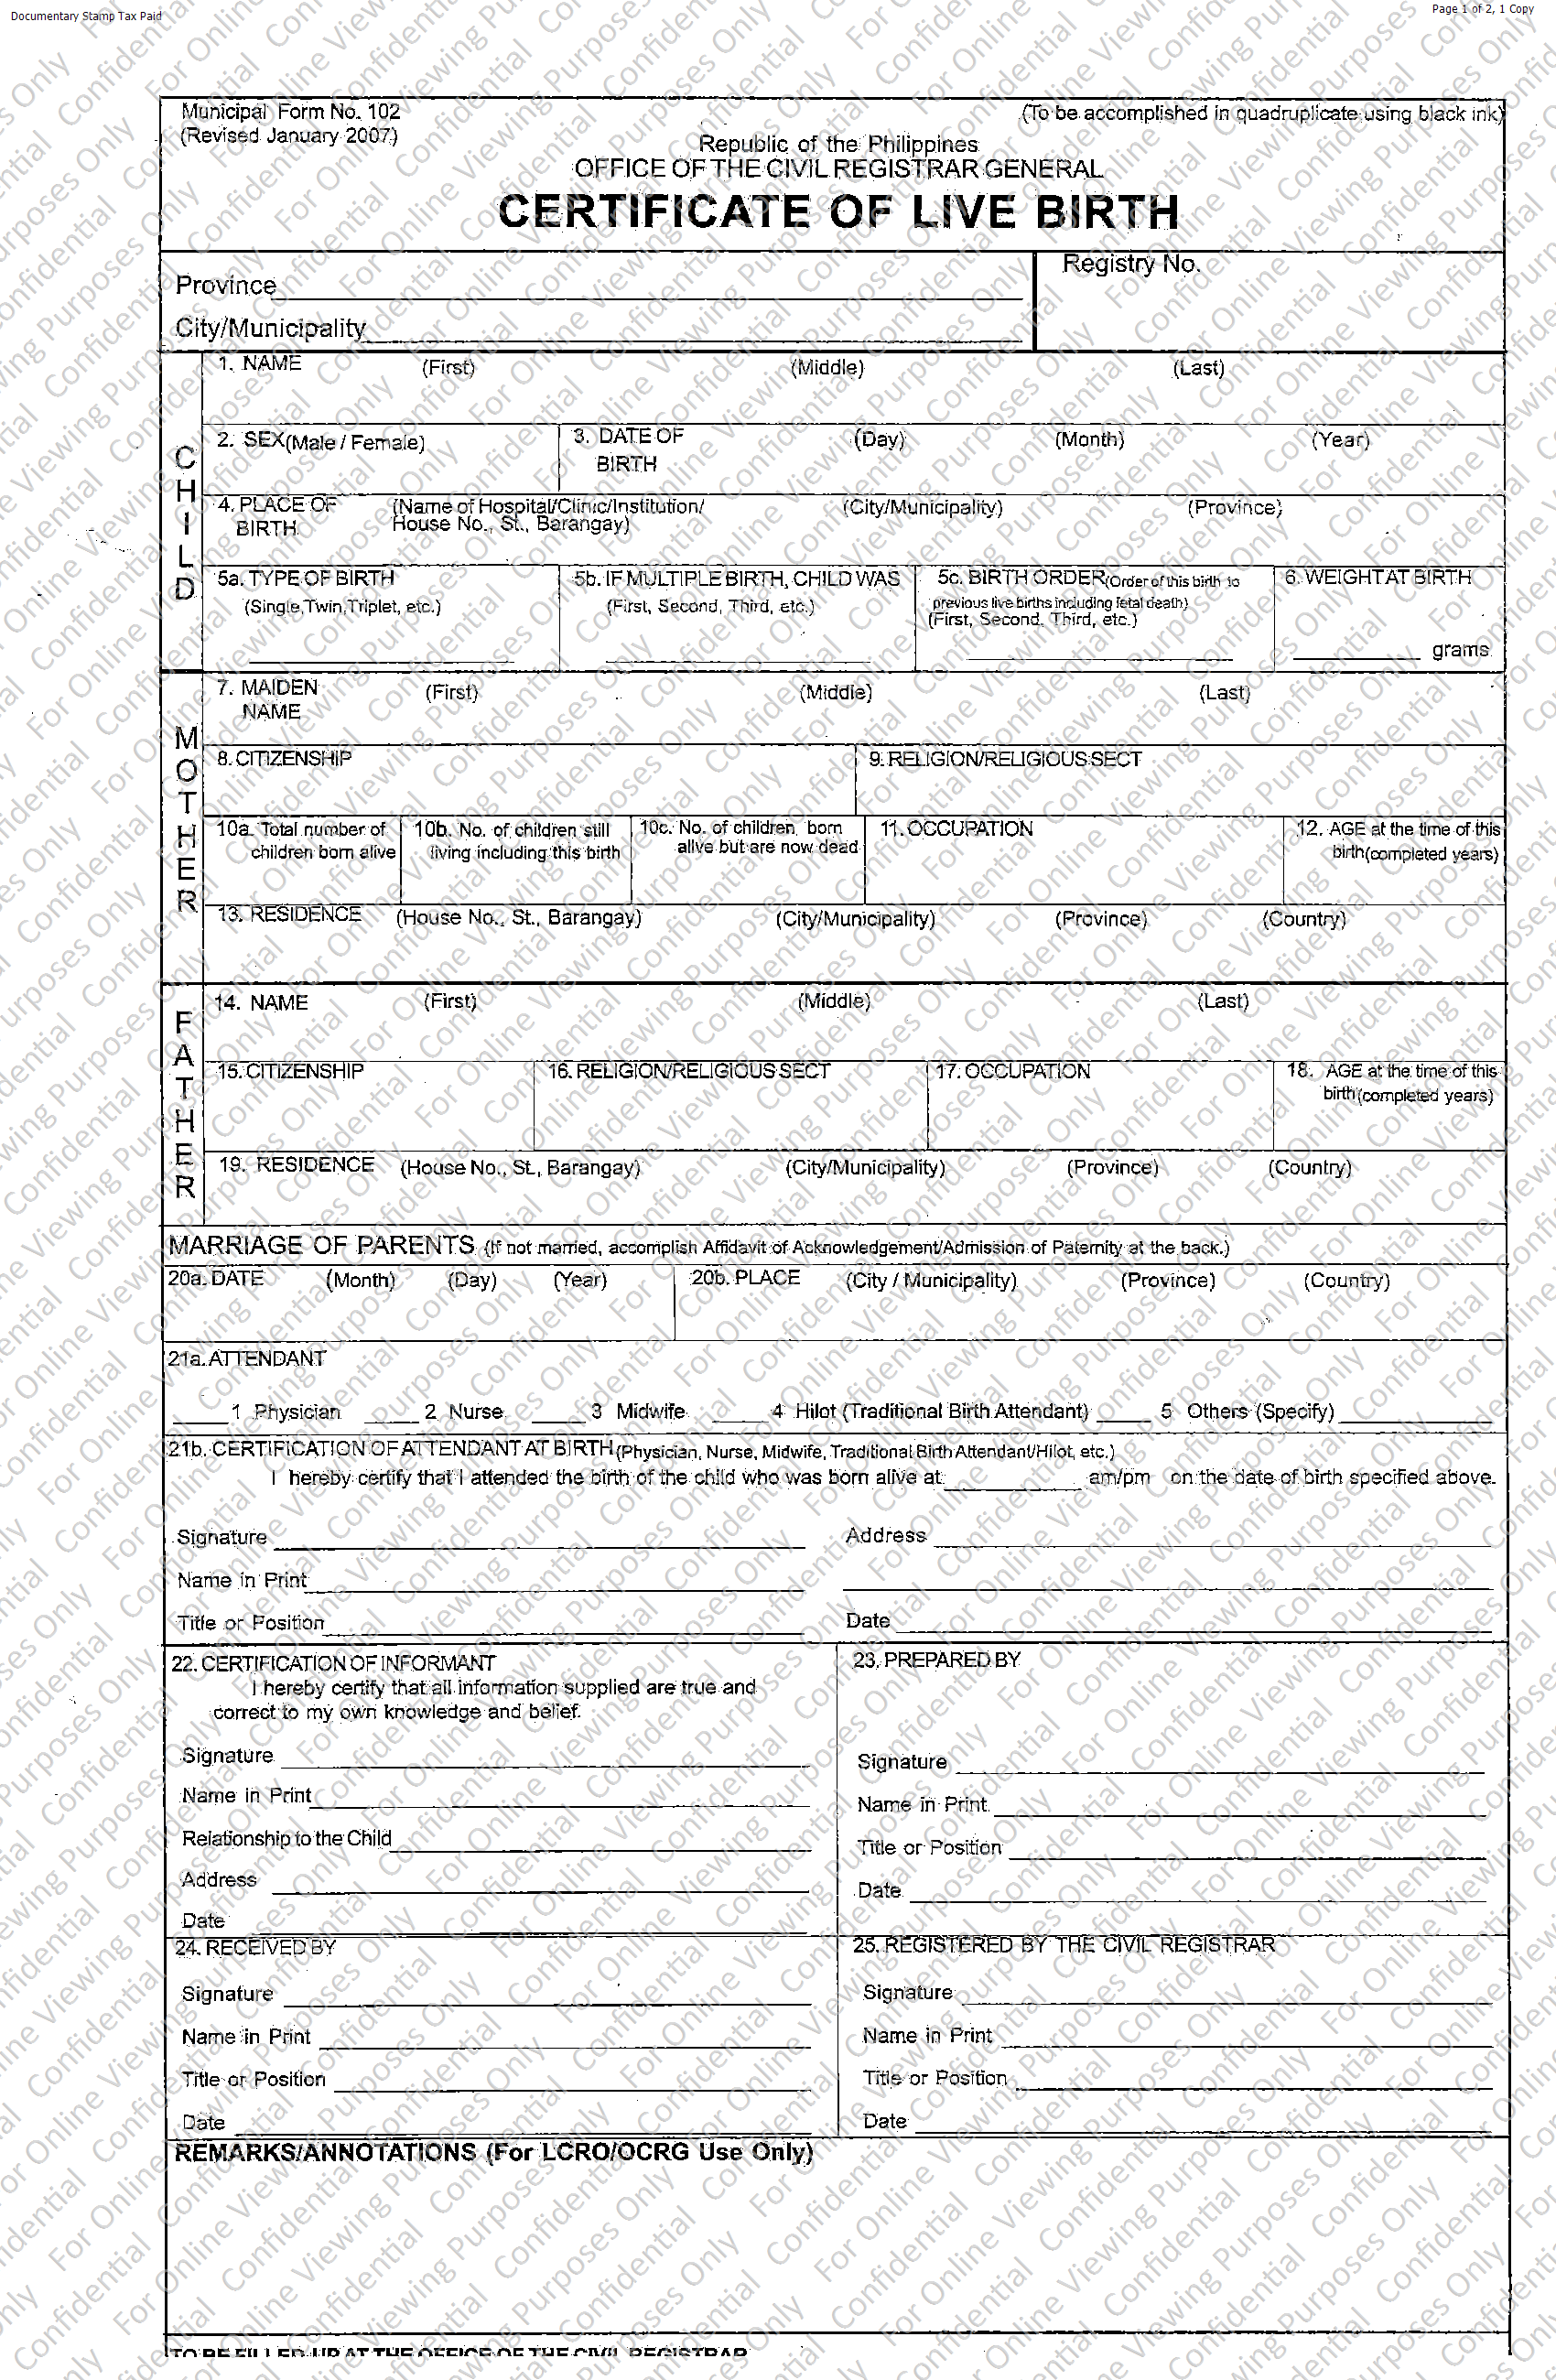 Documentary Stamp Tax Paid
Page 1 of 2, 1 Copy
Municipal Form No. 102
(To be accomplished in quadruplicate using black ink)
(Revised January 2007)
Republic of the Philippines
OFFICE OF THE CIVIL REGISTRAR GENERAL
CERTIFICATE OF LIVE BIRTH
Province
Registry No.
City/Municipality
CHILD
1. NAME (First) (Middle) (Last)
2. SEX (Male / Female) 3. DATE OF BIRTH (Day) (Month) (Year)
4. PLACE OF BIRTH (Name of Hospital/Clinic/Institution/ House No., St., Barangay) (City/Municipality) (Province)
5a. TYPE OF BIRTH (Single, Twin, Triplet, etc.)
5b. IF MULTIPLE BIRTH, CHILD WAS (First, Second, Third, etc.)
5c. BIRTH ORDER (Order of this birth to previous live births including fetal death) (First, Second, Third, etc.)
6. WEIGHT AT BIRTH
grams
MOTHER
7. MAIDEN NAME (First) (Middle) (Last)
8. CITIZENSHIP 9. RELIGION/RELIGIOUS SECT
10a. Total number of children born alive
10b. No. of children still living including this birth
10c. No. of children born alive but are now dead
11. OCCUPATION
12. AGE at the time of this birth (completed years)
13. RESIDENCE (House No., St., Barangay) (City/Municipality) (Province) (Country)
FATHER
14. NAME (First) (Middle) (Last)
15. CITIZENSHIP 16. RELIGION/RELIGIOUS SECT 17. OCCUPATION 18. AGE at the time of this birth (completed years)
19. RESIDENCE (House No., St., Barangay) (City/Municipality) (Province) (Country)
MARRIAGE OF PARENTS (If not married, accomplish Affidavit of Acknowledgement/Admission of Paternity at the back.)
20a. DATE (Month) (Day) (Year) 20b. PLACE (City / Municipality) (Province) (Country)
21a. ATTENDANT
1 Physician 2 Nurse 3 Midwife 4 Hilot (Traditional Birth Attendant) 5 Others (Specify)
21b. CERTIFICATION OF ATTENDANT AT BIRTH (Physician, Nurse, Midwife, Traditional Birth Attendant/Hilot, etc.)
I hereby certify that I attended the birth of the child who was born alive at am/pm on the date of birth specified above.
Signature Address
Name in Print
Title or Position Date
22. CERTIFICATION OF INFORMANT
I hereby certify that all information supplied are true and
correct to my own knowledge and belief.
Signature
Name in Print
Relationship to the Child
Address
Date
23. PREPARED BY
Signature
Name in Print
Title or Position
Date
24. RECEIVED BY
Signature
Name in Print
Title or Position
Date
25. REGISTERED BY THE CIVIL REGISTRAR
Signature
Name in Print
Title or Position
Date
REMARKS/ANNOTATIONS (For LCRO/OCRG Use Only)
TO BE FILLED-UP AT THE OFFICE OF THE CIVIL REGISTRAR
Confidential For Online Viewing Purposes Only